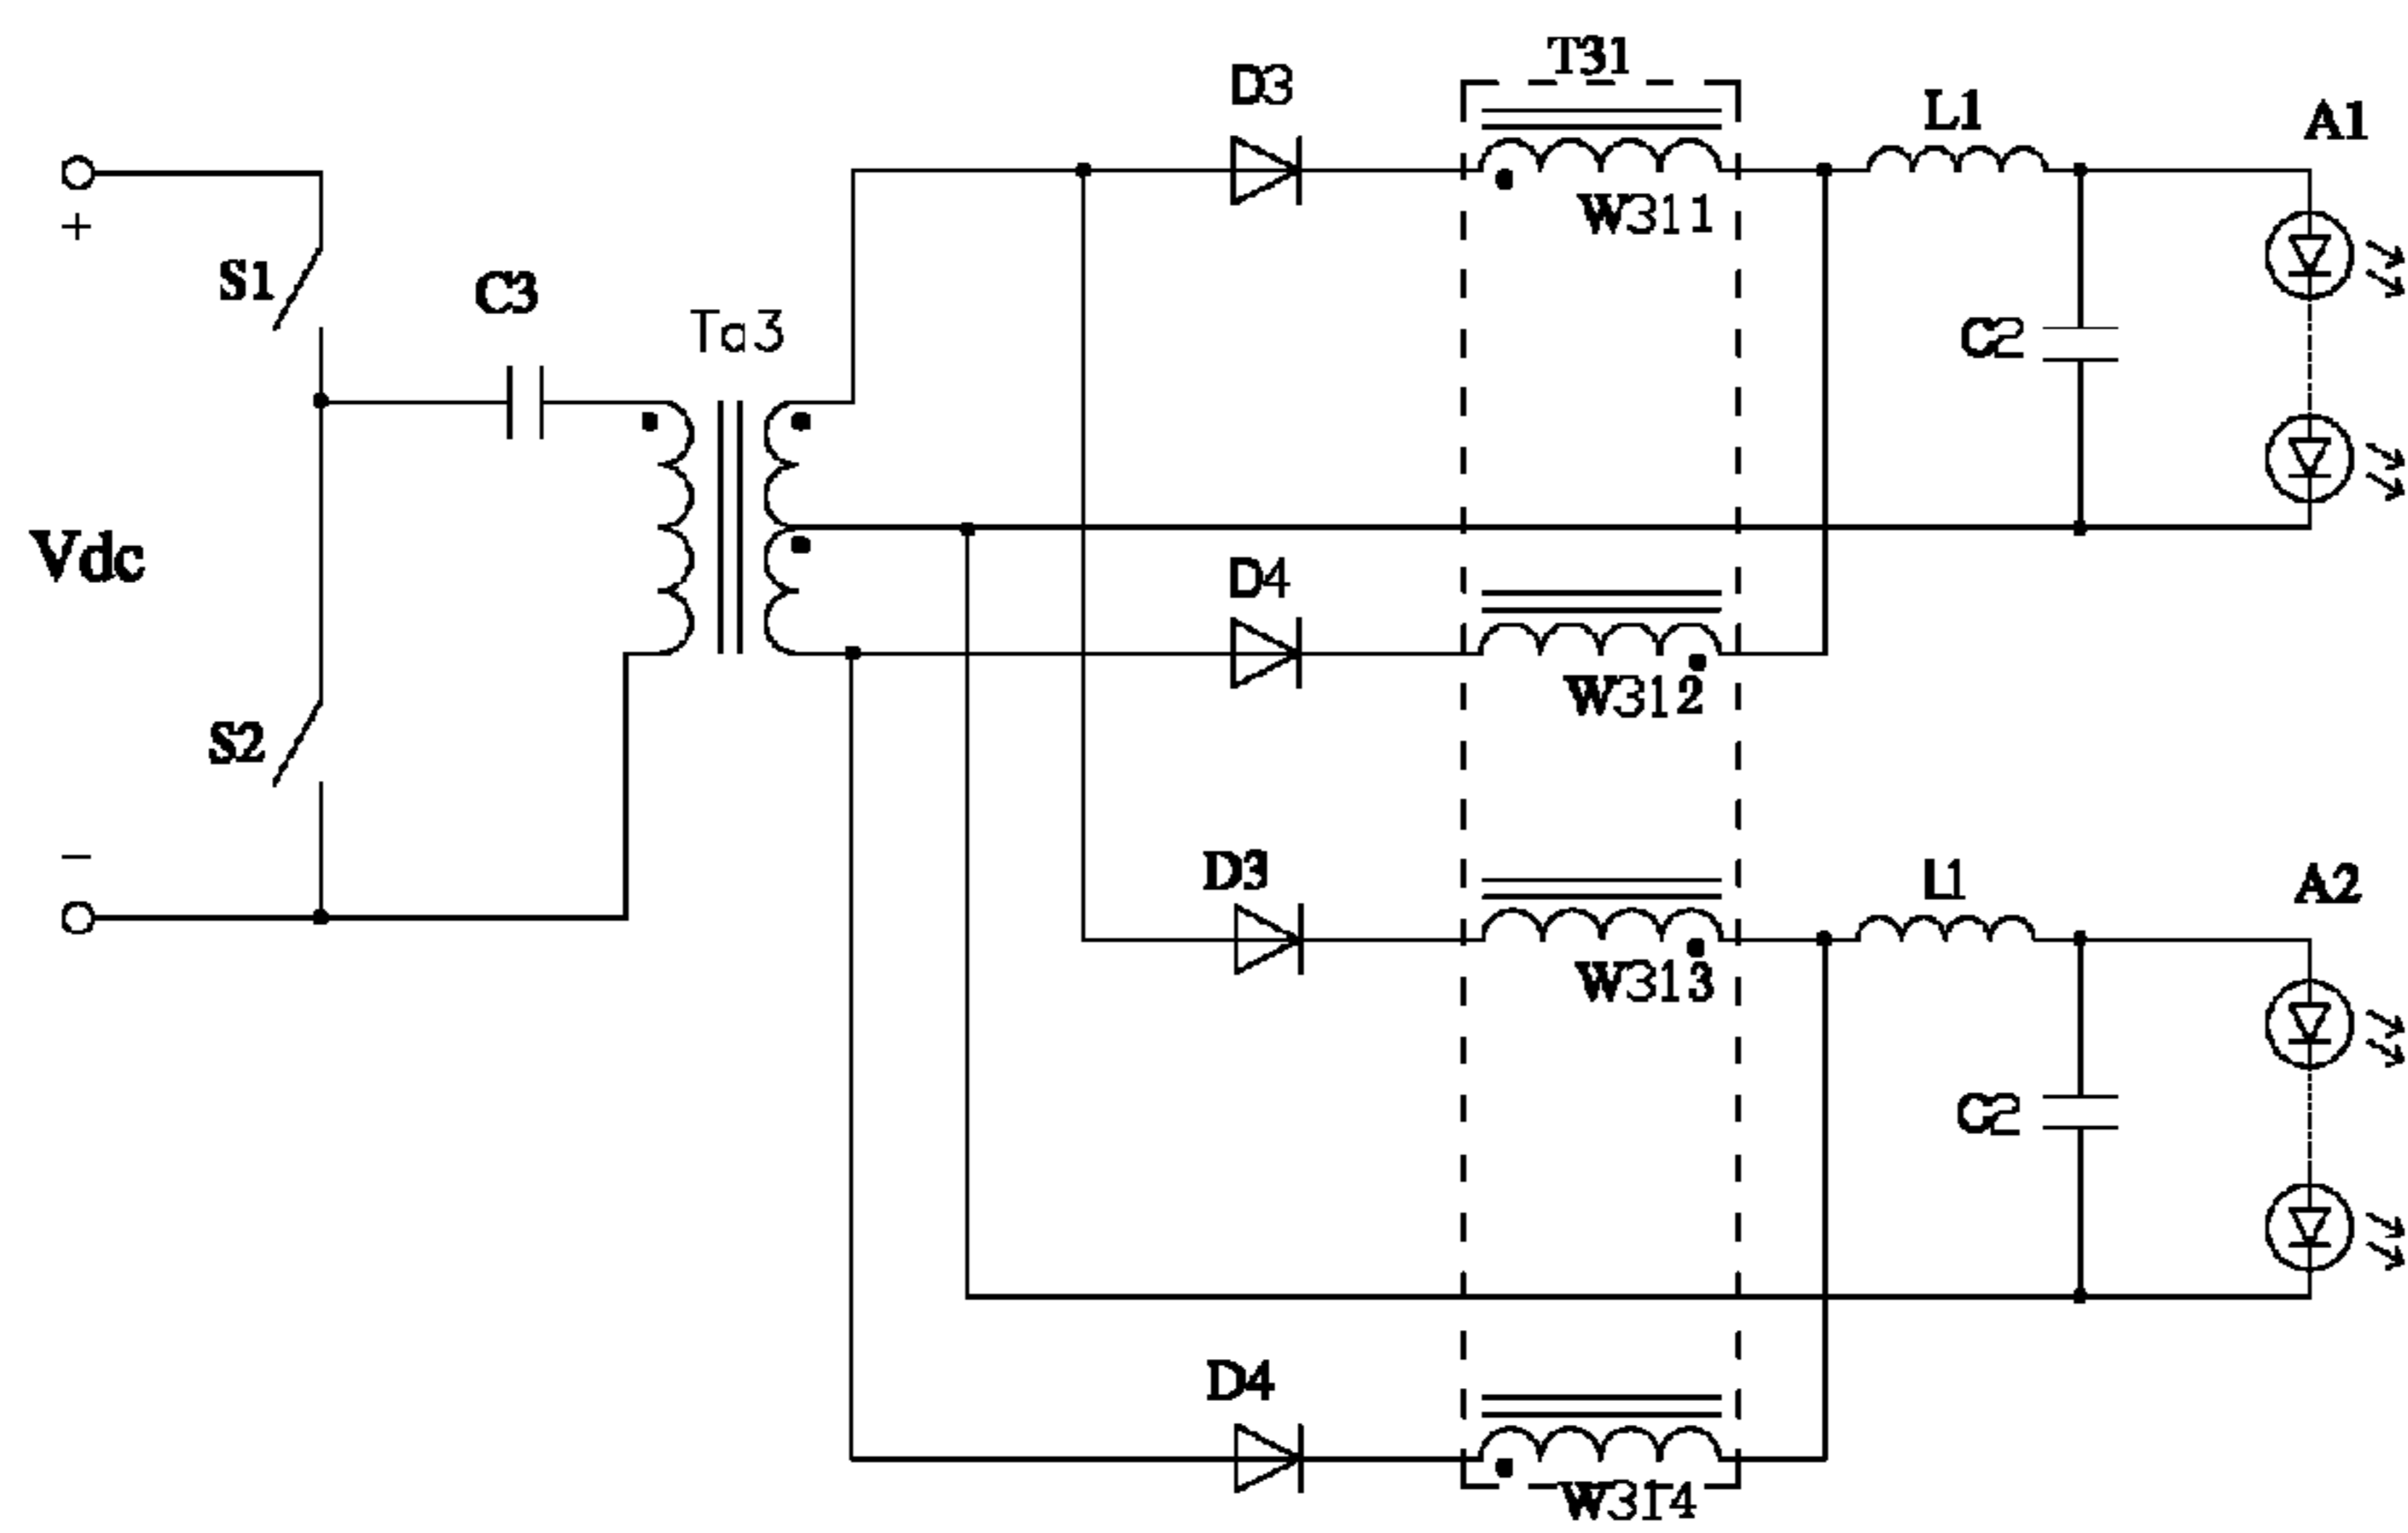 T31
D3
L1
A1
W311
+
S1
C3
Ta3
C2
Vdc
D4
W312
S2
−
D3
L1
A2
W313
C2
D4
W314